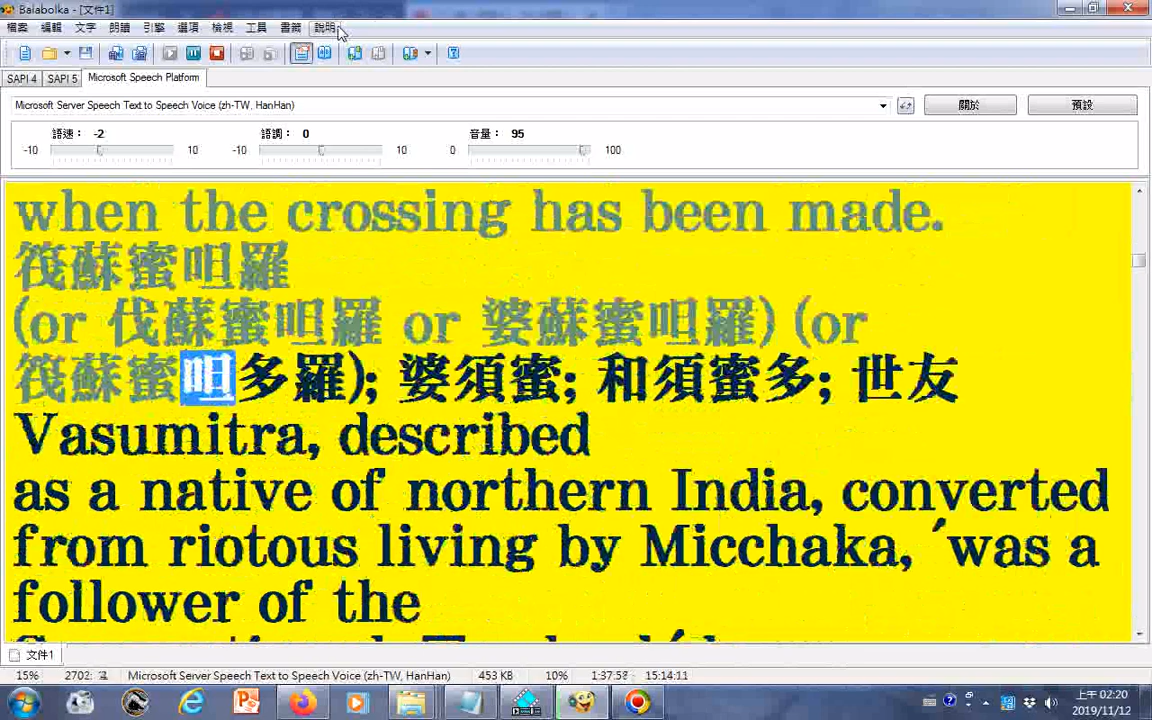 Balabolka - [文件1]
檔案 編輯 文字 朗讀 引擎 選項 檢視 工具 書籤 說明
SAPI 4 SAPI 5 Microsoft Speech Platform
Microsoft Server Speech Text to Speech Voice (zh-TW, HanHan) 關於 預設
語速： -2 語調： 0 音量： 95
-10 10 -10 10 0 100
when the crossing has been made.
筏蘇蜜呾羅
(or 伐蘇蜜呾羅 or 婆蘇蜜呾羅) (or
筏蘇蜜呾多羅); 婆須蜜; 和須蜜多; 世友
Vasumitra, described
as a native of northern India, converted
from riotous living by Micchaka, ´was a
follower of the
文件1
15% 2702: Microsoft Server Speech Text to Speech Voice (zh-TW, HanHan) 453 KB 10% 1:37:58 15:14:11
上午 02:20
2019/11/12